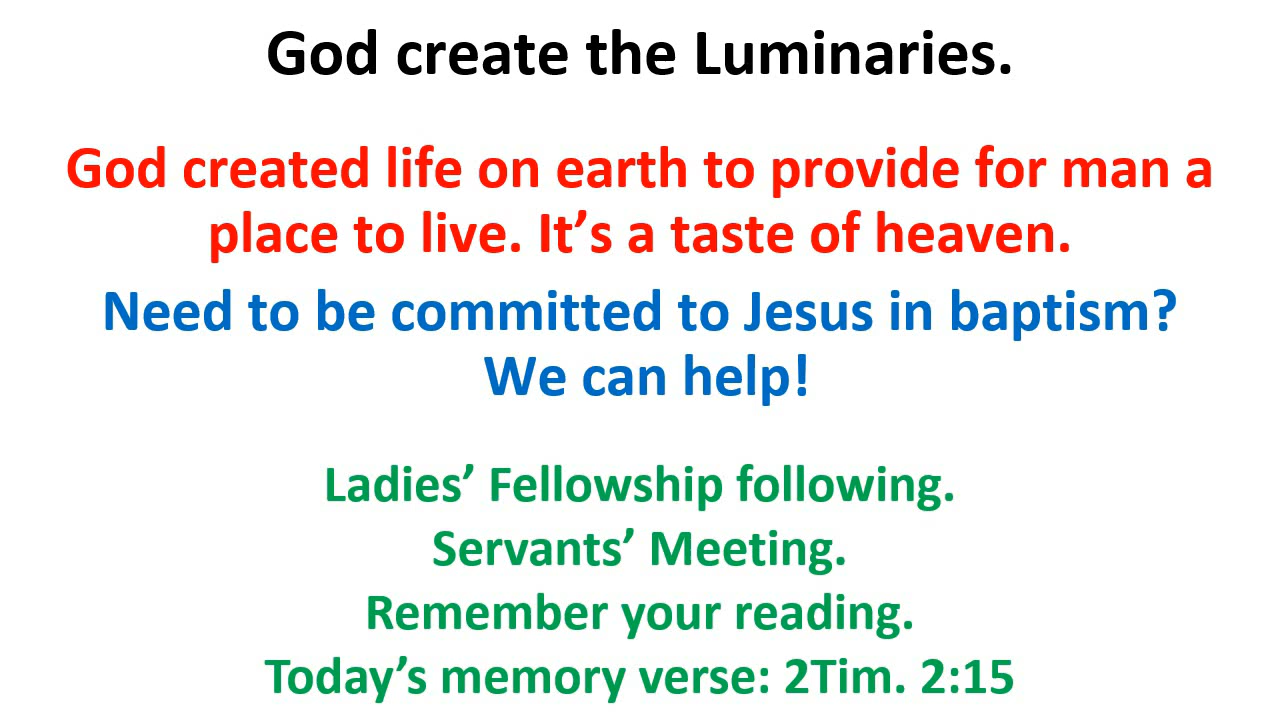 God create the Luminaries.
God created life on earth to provide for man a
place to live. It’s a taste of heaven.
Need to be committed to Jesus in baptism?
We can help!
Ladies’ Fellowship following.
Servants’ Meeting.
Remember your reading.
Today’s memory verse: 2Tim. 2:15